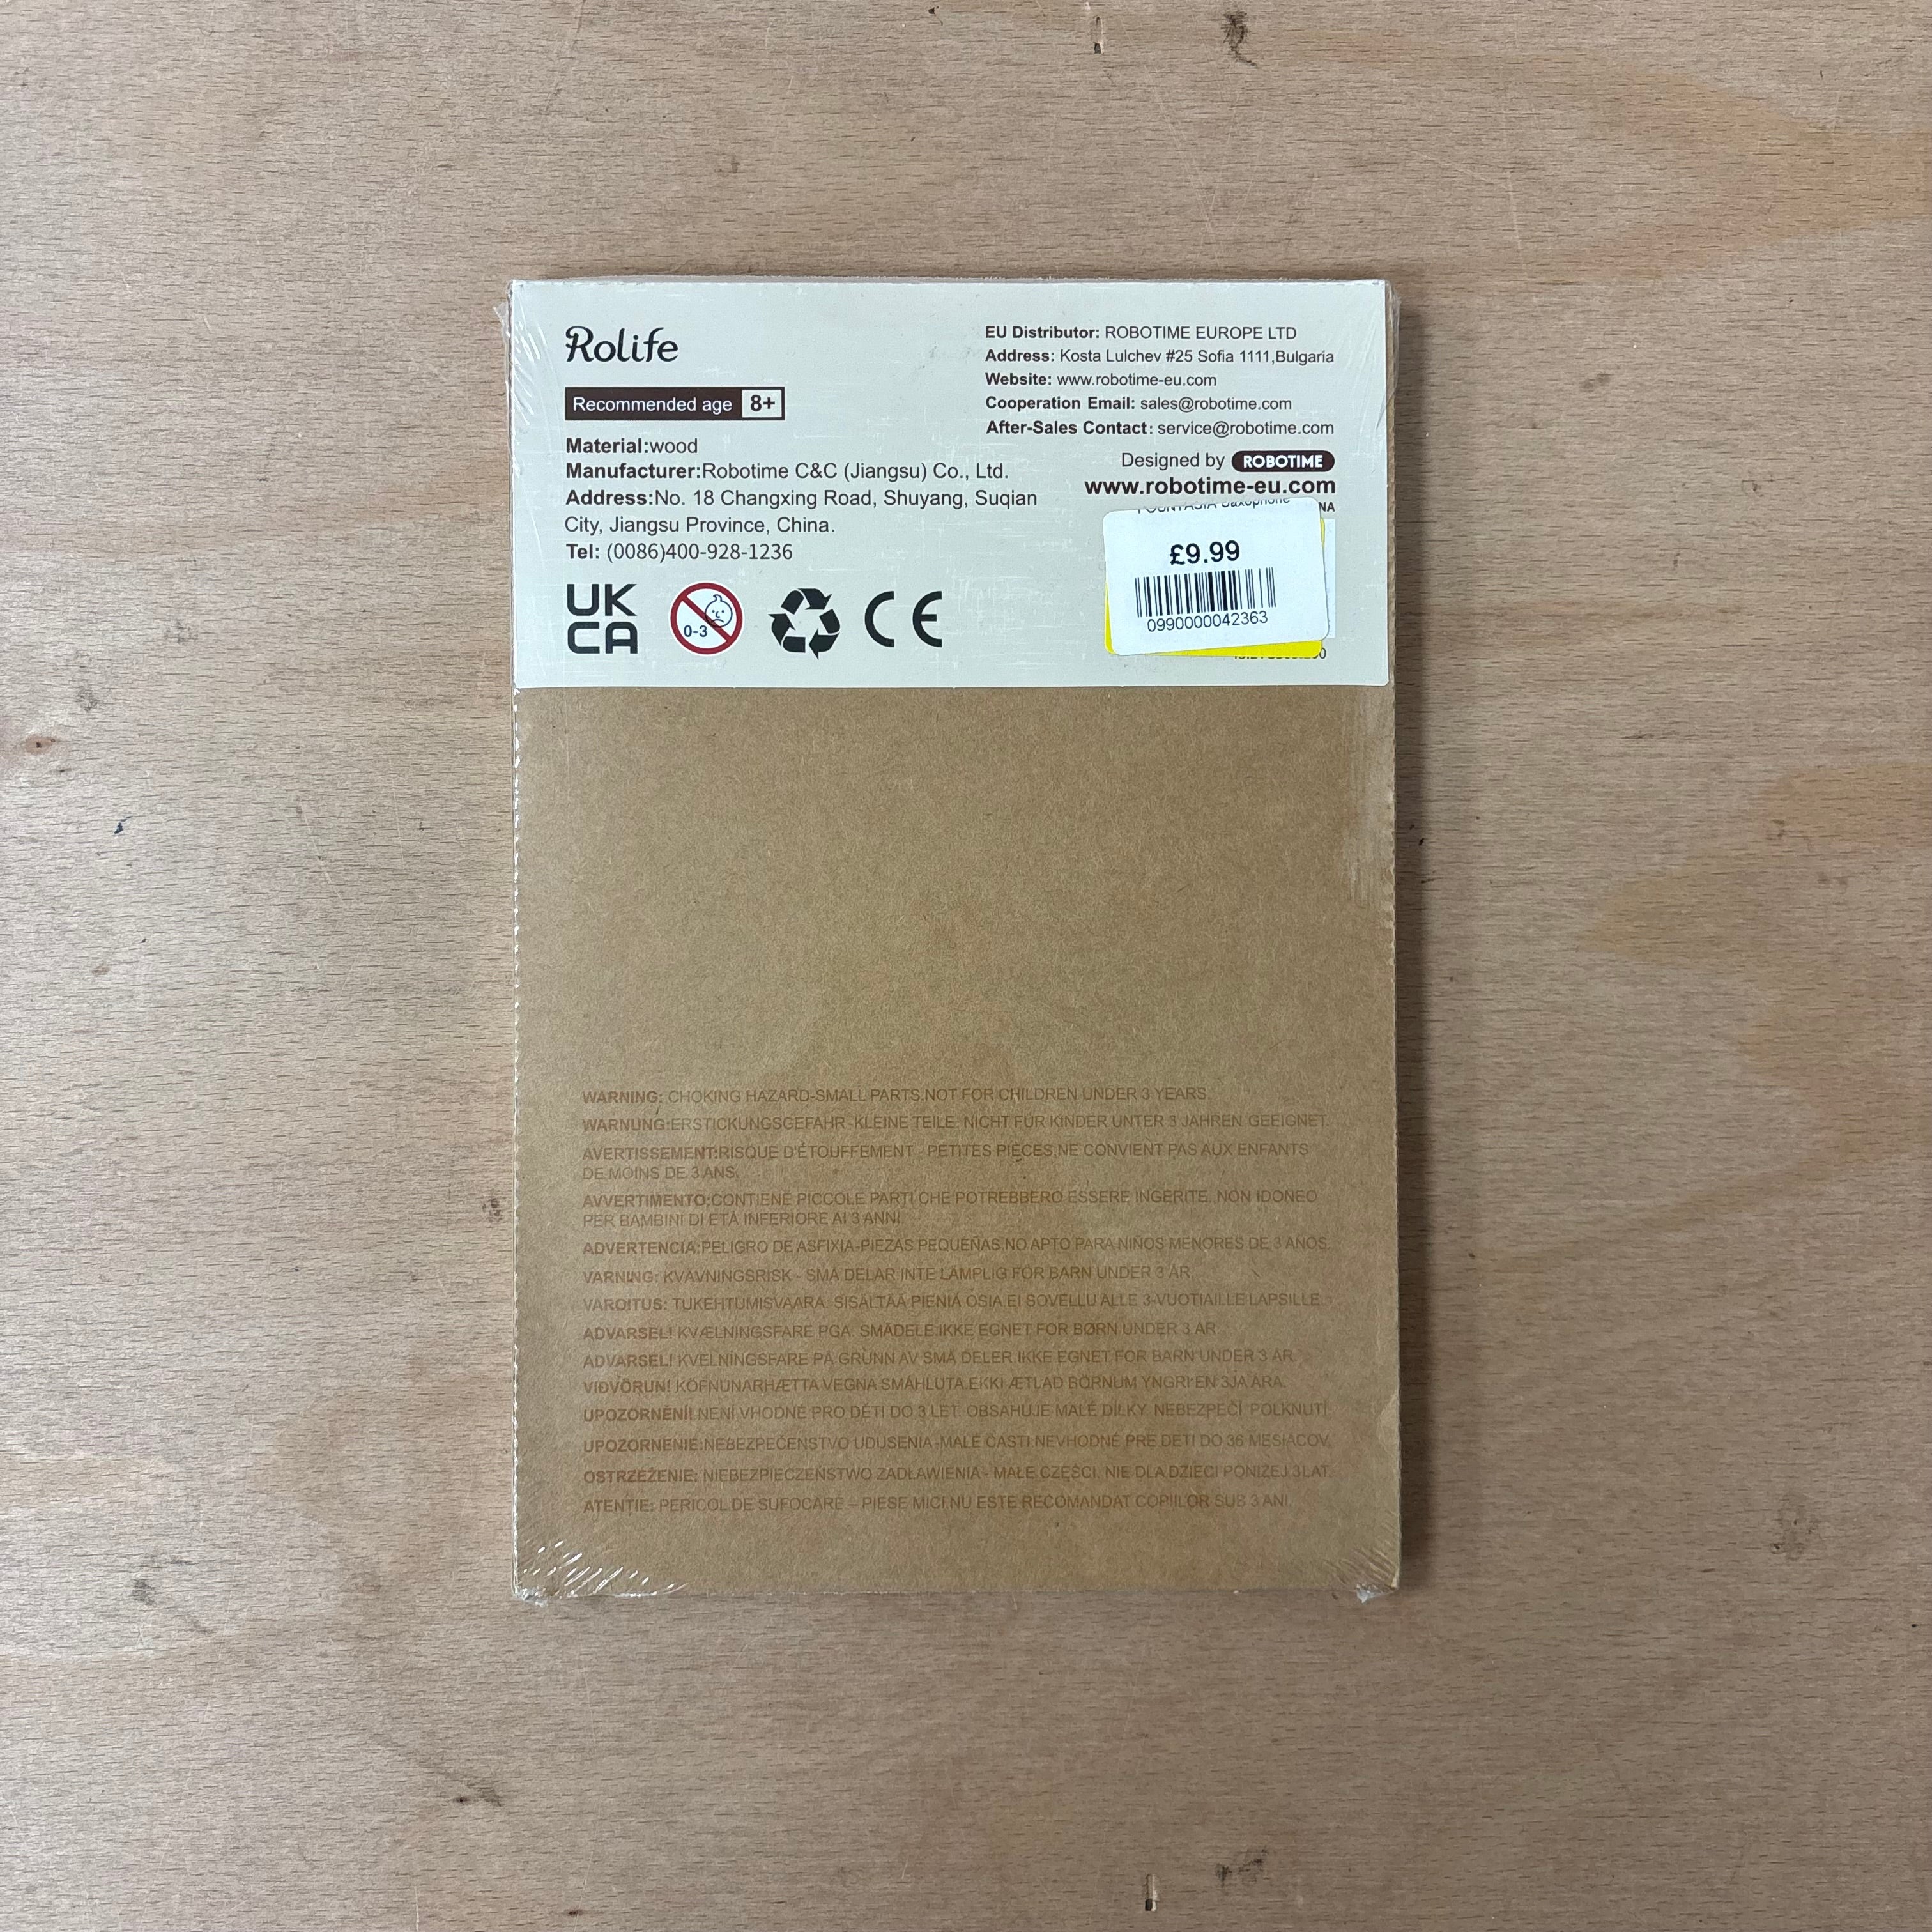 Rolife
Recommended age 8+
Material:wood
Manufacturer:Robotime C&C (Jiangsu) Co., Ltd.
Address:No. 18 Changxing Road, Shuyang, Suqian
City, Jiangsu Province, China.
Tel: (0086)400-928-1236
UK
CA
0-3
CE
EU Distributor: ROBOTIME EUROPE LTD
Address: Kosta Lulchev #25 Sofia 1111,Bulgaria
Website: www.robotime-eu.com
Cooperation Email: sales@robotime.com
After-Sales Contact: service@robotime.com
Designed by ROBOTIME
www.robotime-eu.com
Saxophone
£9.99
0990000042363
WARNING: CHOKING HAZARD-SMALL PARTS.NOT FOR CHILDREN UNDER 3 YEARS.
WARNUNG:ERSTICKUNGSGEFAHR-KLEINE TEILE. NICHT FÜR KINDER UNTER 3 JAHREN GEEIGNET.
AVERTISSEMENT:RISQUE D'ÉTOUFFEMENT - PETITES PIÈCES,NE CONVIENT PAS AUX ENFANTS
DE MOINS DE 3 ANS.
AVVERTIMENTO:CONTIENE PICCOLE PARTI CHE POTREBBERO ESSERE INGERITE. NON IDONEO
PER BAMBINI DI ETÀ INFERIORE AI 3 ANNI.
ADVERTENCIA:PELIGRO DE ASFIXIA-PIEZAS PEQUEÑAS.NO APTO PARA NIÑOS MENORES DE 3 ANOS.
VARNING: KVÄVNINGSRISK - SMÅ DELAR.INTE LÄMPLIG FÖR BARN UNDER 3 ÅR.
VAROITUS: TUKEHTUMISVAARA. SISÄLTÄÄ PIENIÄ OSIA.EI SOVELLU ALLE 3-VUOTIAILLE LAPSILLE.
ADVARSEL! KVÆLNINGSFARE PGA. SMÅDELE.IKKE EGNET FOR BØRN UNDER 3 ÅR.
ADVARSEL! KVELNINGSFARE PÅ GRUNN AV SMÅ DELER.IKKE EGNET FOR BARN UNDER 3 ÅR.
VIÐVÖRUN! KÖFNUNARHÆTTA VEGNA SMÁHLUTA.EKKI ÆTLAÐ BÖRNUM YNGRI EN 3JA ÁRA.
UPOZORNĚNÍ! NENÍ VHODNÉ PRO DĚTI DO 3 LET. OBSAHUJE MALÉ DÍLKY. NEBEZPEČÍ POLKNUTÍ.
UPOZORNENIE:NEBEZPEČENSTVO UDUSENIA-MALÉ ČASTI.NEVHODNÉ PRE DETI DO 36 MESIACOV.
OSTRZEŻENIE: NIEBEZPIECZEŃSTWO ZADŁAWIENIA - MAŁE CZĘŚCI. NIE DLA DZIECI PONIŻEJ 3 LAT.
ATENȚIE: PERICOL DE SUFOCARE – PIESE MICI.NU ESTE RECOMANDAT COPIILOR SUB 3 ANI.